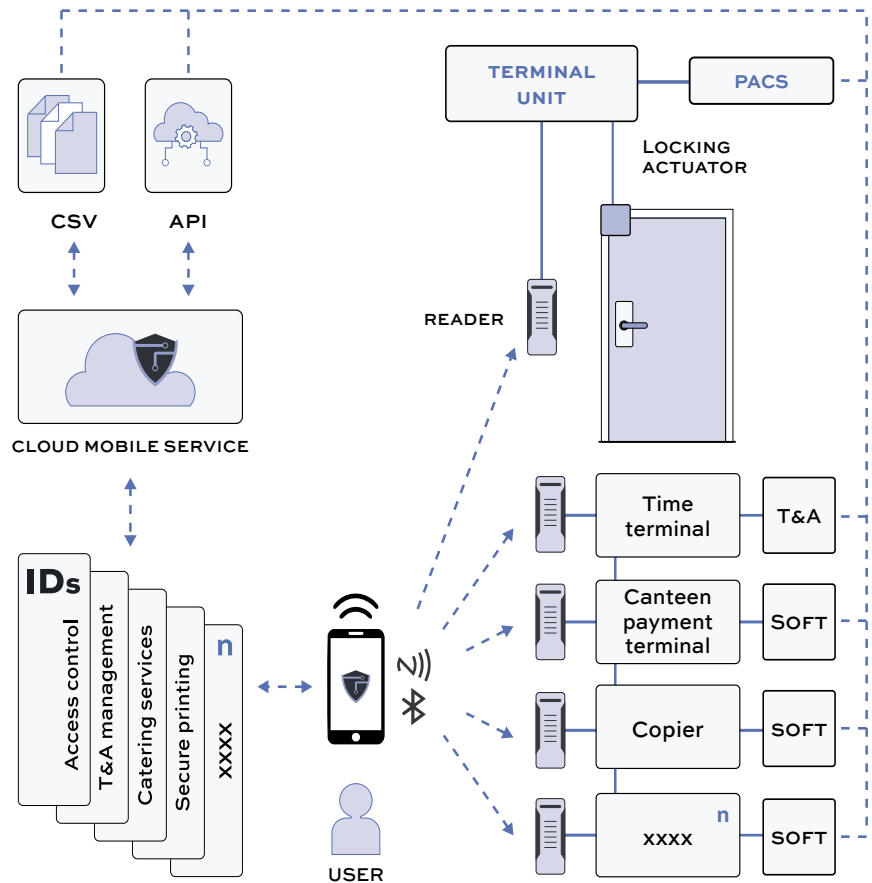 TERMINAL
UNIT
PACS
LOCKING
ACTUATOR
CSV
API
READER
CLOUD MOBILE SERVICE
IDs
Access control
T&A management
Catering services
Secure printing
n
xxxx
USER
Time
terminal
T&A
Canteen
payment
terminal
SOFT
Copier
SOFT
n
xxxx
SOFT